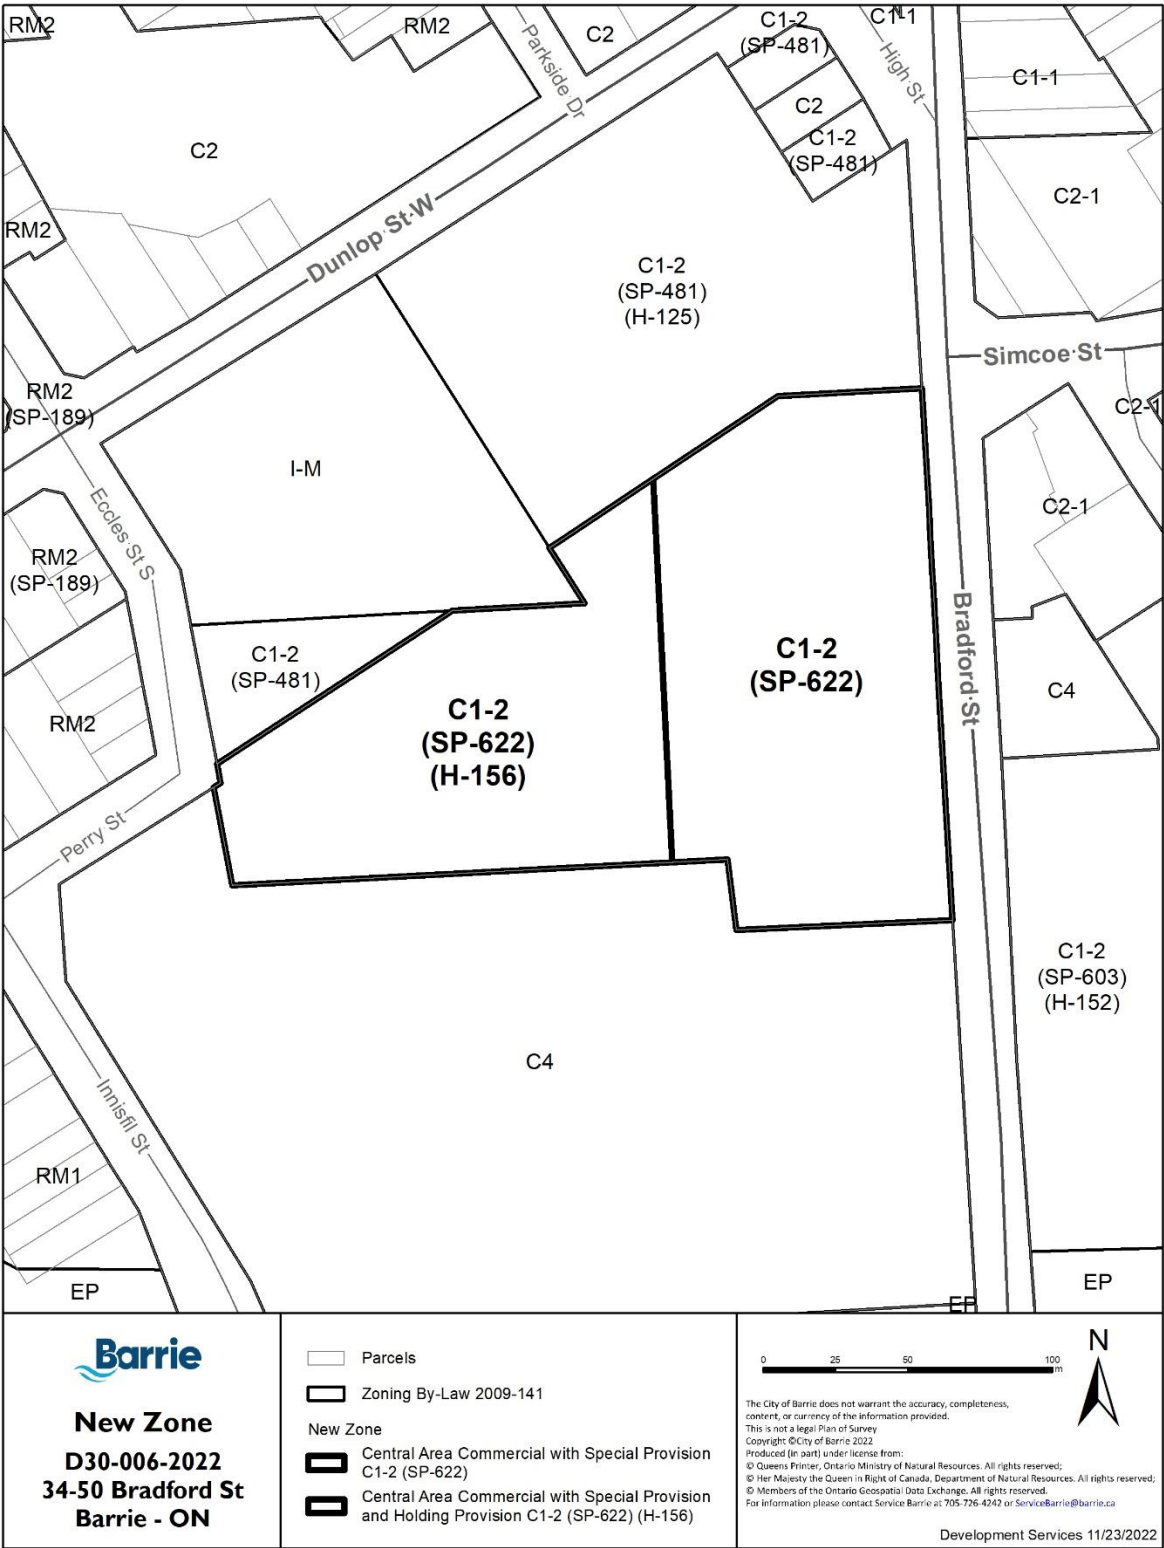 RM2
RM2
Parkside Dr
C2
C1-2
(SP-481)
C1-1
N
High St
C1-1
C2
C2
C1-2
(SP-481)
C2-1
RM2
Dunlop St W
C1-2
(SP-481)
(H-125)
Simcoe St
RM2
(SP-189)
C2-1
I-M
Eccles St S
C2-1
RM2
(SP-189)
Bradford St
C1-2
(SP-481)
C1-2
(SP-622)
C4
RM2
C1-2
(SP-622)
(H-156)
Perry St
C1-2
(SP-603)
(H-152)
C4
Innisfil St
RM1
EP
EP
EP
Barrie
New Zone
D30-006-2022
34-50 Bradford St
Barrie - ON
Parcels
Zoning By-Law 2009-141
New Zone
Central Area Commercial with Special Provision
C1-2 (SP-622)
Central Area Commercial with Special Provision
and Holding Provision C1-2 (SP-622) (H-156)
0 25 50 100
m
N
The City of Barrie does not warrant the accuracy, completeness,
content, or currency of the information provided.
This is not a legal Plan of Survey
Copyright ©City of Barrie 2022
Produced (in part) under license from:
© Queens Printer, Ontario Ministry of Natural Resources. All rights reserved;
© Her Majesty the Queen in Right of Canada, Department of Natural Resources. All rights reserved;
© Members of the Ontario Geospatial Data Exchange. All rights reserved.
For information please contact Service Barrie at 705-726-4242 or ServiceBarrie@barrie.ca
Development Services 11/23/2022